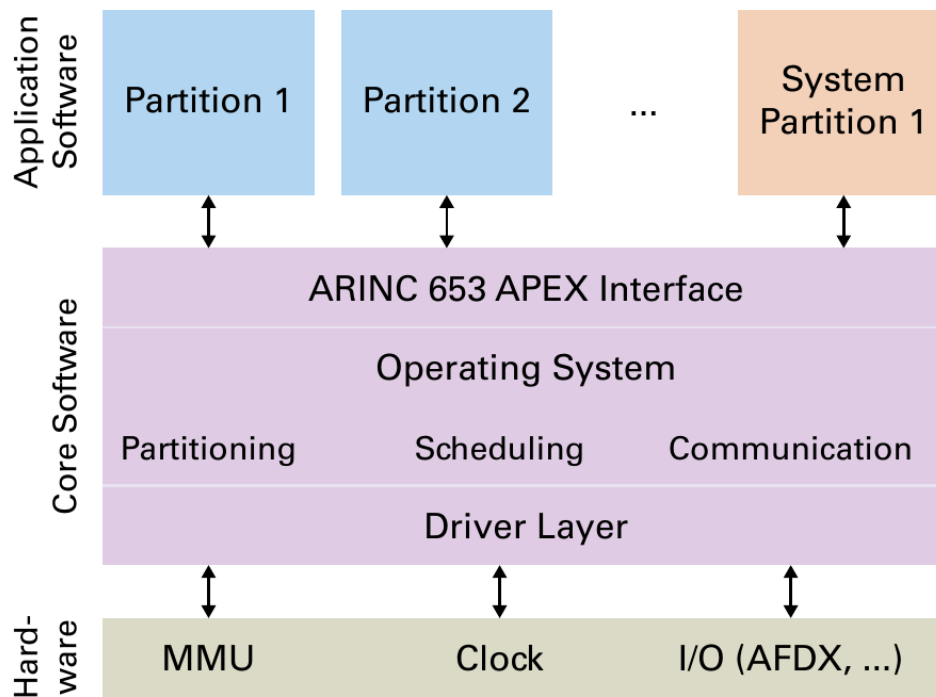 Application
Software
Partition 1
Partition 2
...
System
Partition 1
Core Software
ARINC 653 APEX Interface
Operating System
Partitioning
Scheduling
Communication
Driver Layer
Hard-
ware
MMU
Clock
I/O (AFDX, ...)